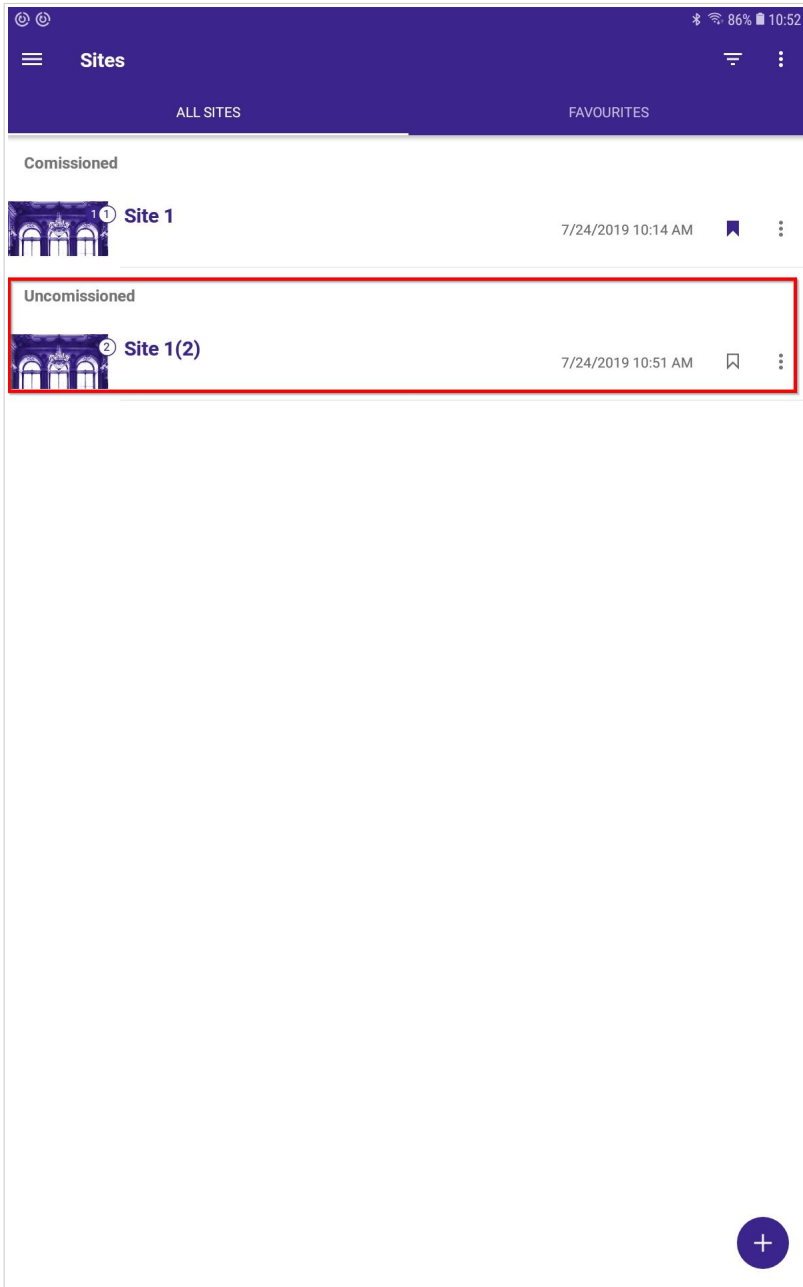 86% 10:52
Sites
ALL SITES FAVOURITES
Comissioned
1 1 Site 1
7/24/2019 10:14 AM
Uncomissioned
2 Site 1(2)
7/24/2019 10:51 AM